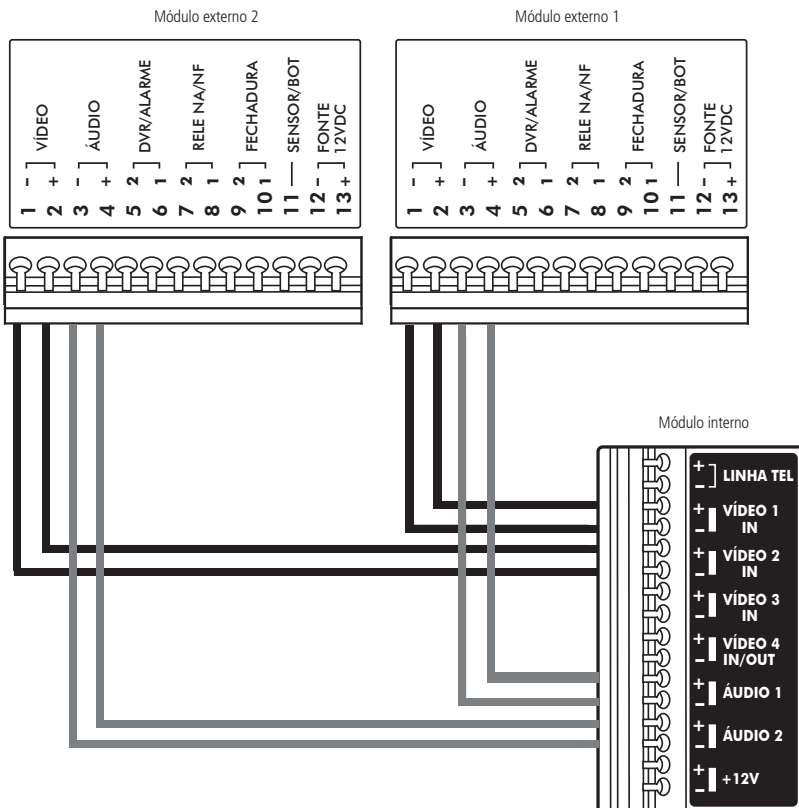 Módulo externo 2
VÍDEO
ÁUDIO
DVR/ALARME
RELE NA/NF
FECHADURA
SENSOR/BOT
FONTE
12VDC
1 -
2 +
3 -
4 +
5 2
6 1
7 2
8 1
9 2
10 1
11
12 -
13 +
Módulo externo 1
VÍDEO
ÁUDIO
DVR/ALARME
RELE NA/NF
FECHADURA
SENSOR/BOT
FONTE
12VDC
1 -
2 +
3 -
4 +
5 2
6 1
7 2
8 1
9 2
10 1
11
12 -
13 +
Módulo interno
+
- LINHA TEL
+ VÍDEO 1
- IN
+ VÍDEO 2
- IN
+ VÍDEO 3
- IN
+ VÍDEO 4
- IN/OUT
+
- ÁUDIO 1
+
- ÁUDIO 2
+
- +12V